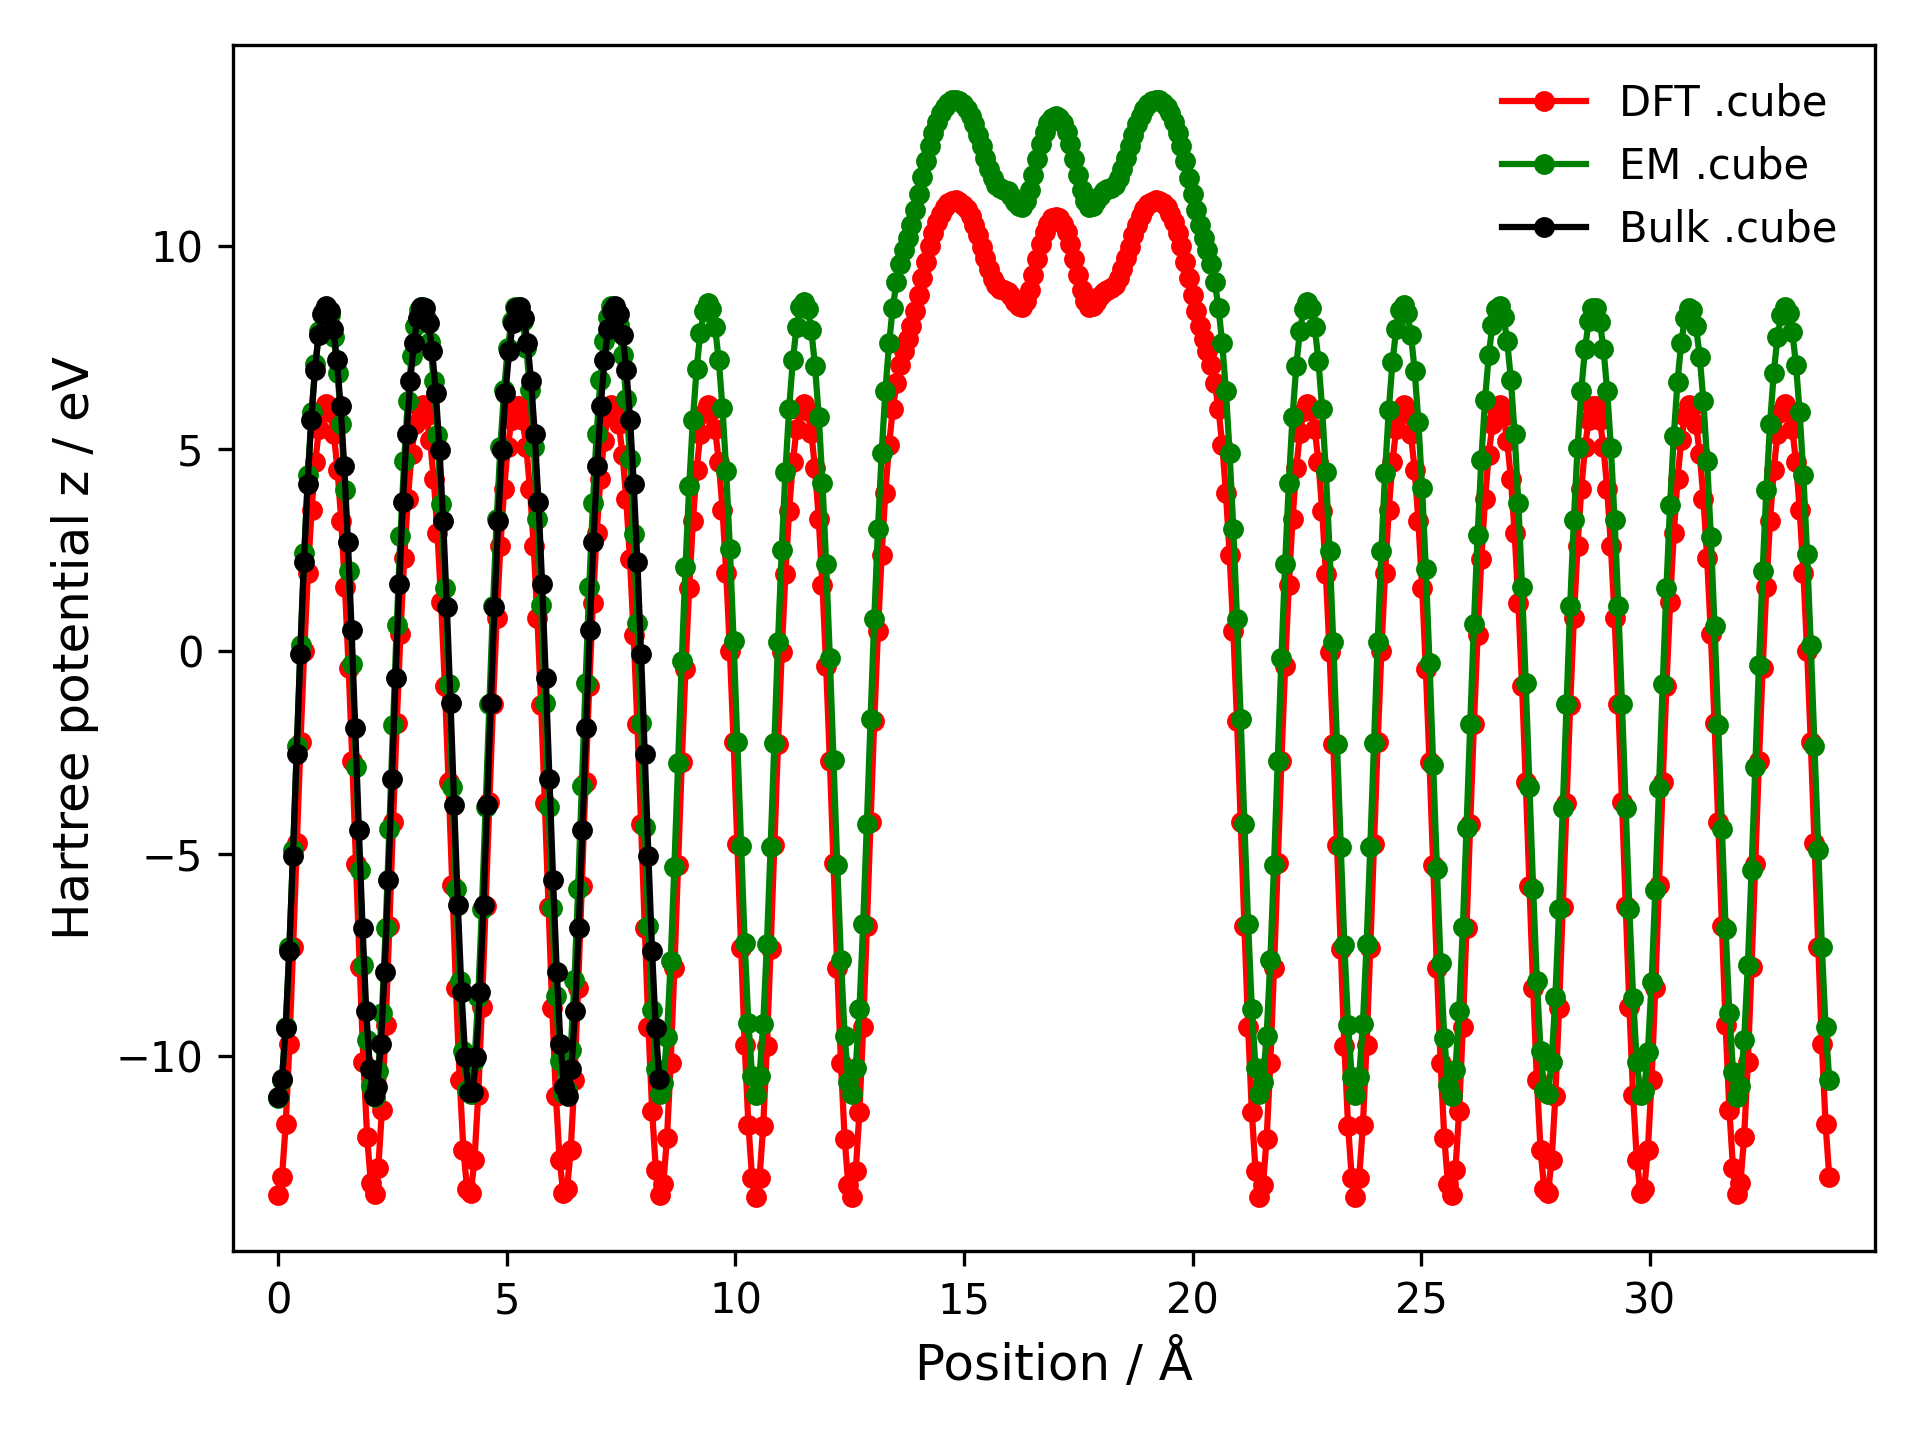 DFT .cube
EM .cube
Bulk .cube
10
5
0
−5
−10
Hartree potential z / eV
0 5 10 15 20 25 30
Position / Å